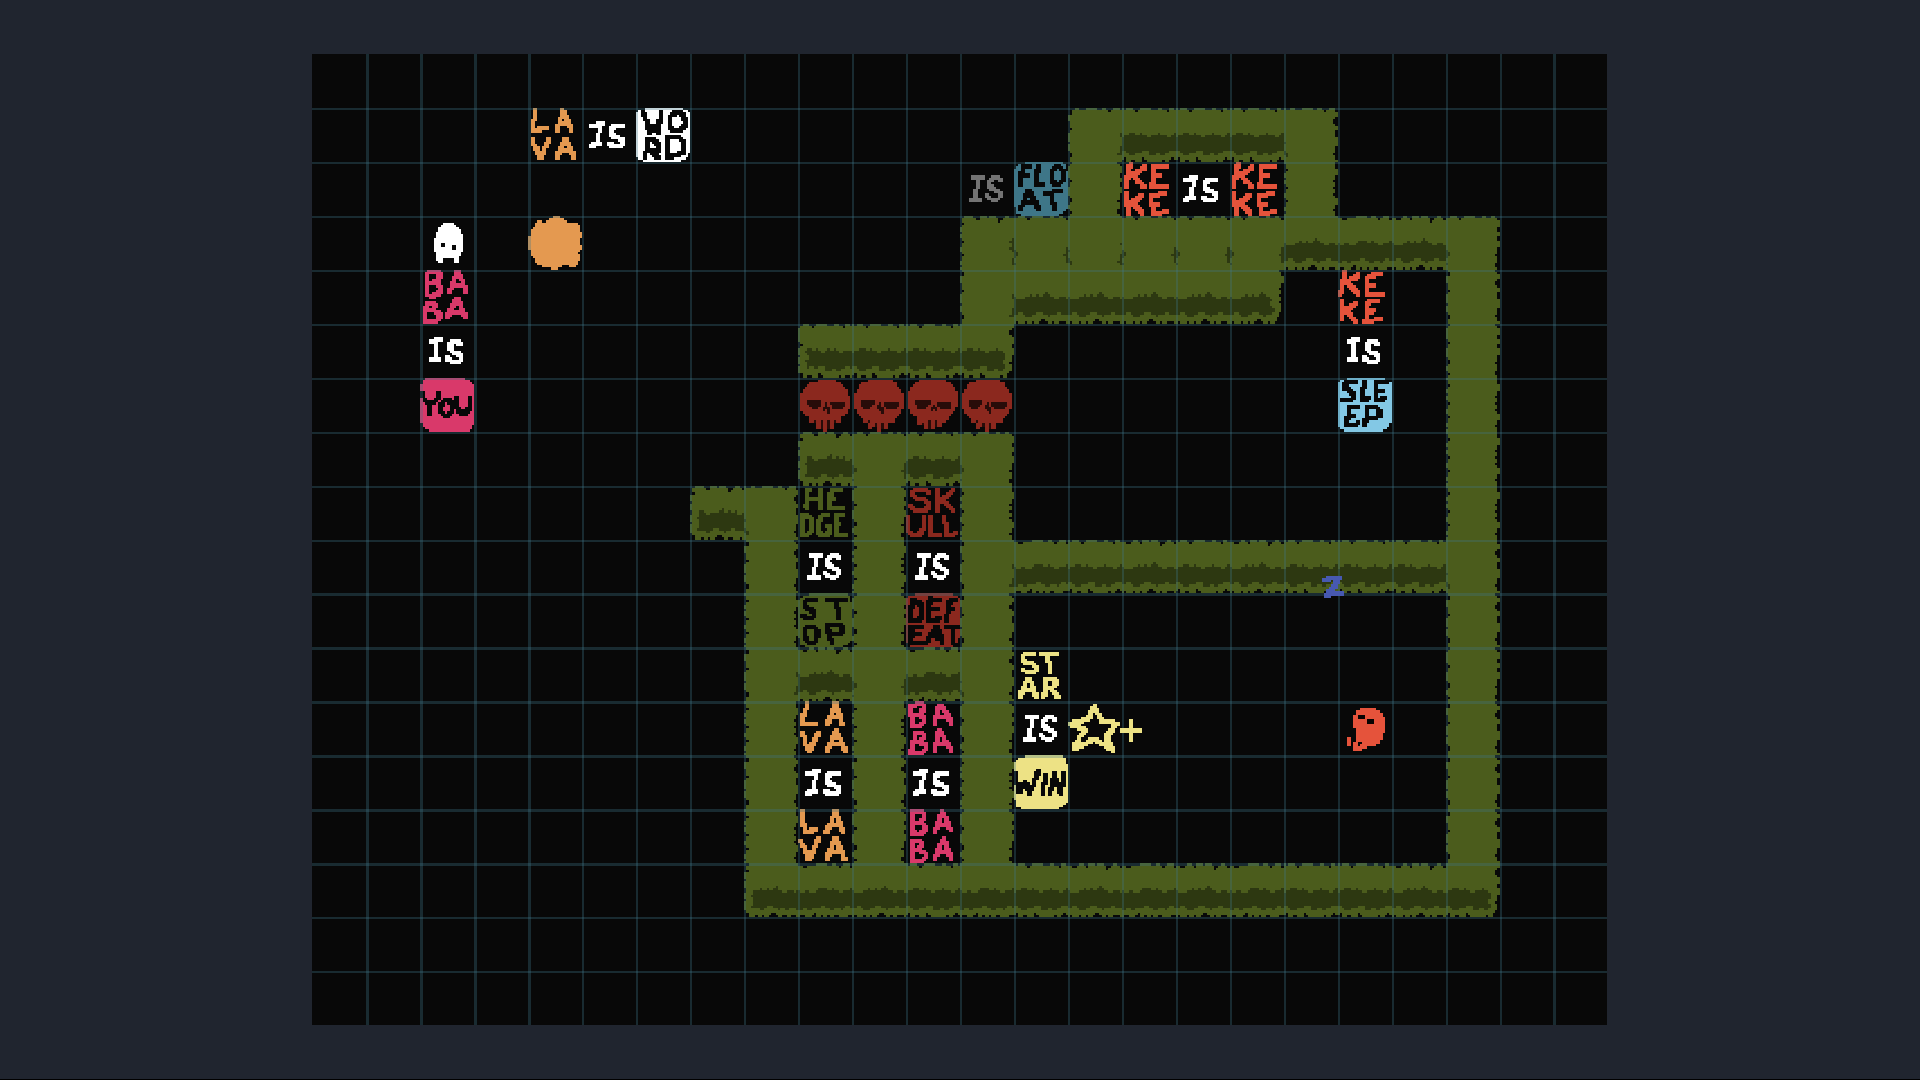 LAVA IS WORD
IS FLOAT KEKE IS KEKE
BABA IS YOU
KEKE IS SLEEP
HEDGE IS STOP
SKULL IS DEFEAT
Z
STAR IS WIN
LAVA IS LAVA
BABA IS BABA